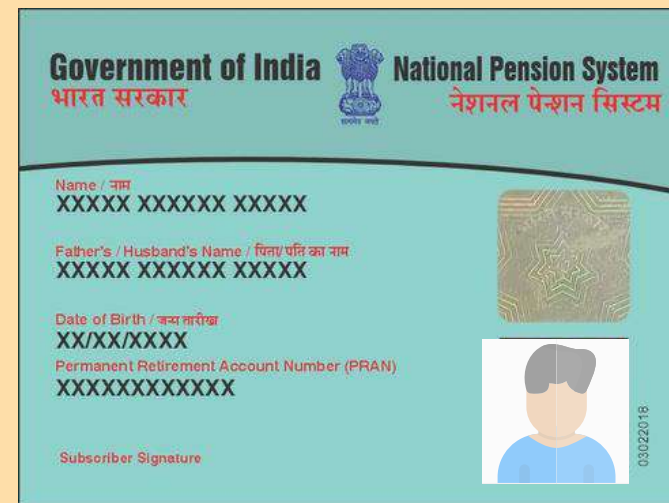 Government of India
भारत सरकार
National Pension System
नेशनल पेन्शन सिस्टम
Name / नाम
XXXXX XXXXXX XXXXX
Father's / Husband's Name / पिता/ पति का नाम
XXXXX XXXXXX XXXXX
Date of Birth / जन्म तारीख
XX/XX/XXXX
Permanent Retirement Account Number (PRAN)
XXXXXXXXXXXX
Subscriber Signature
03022018